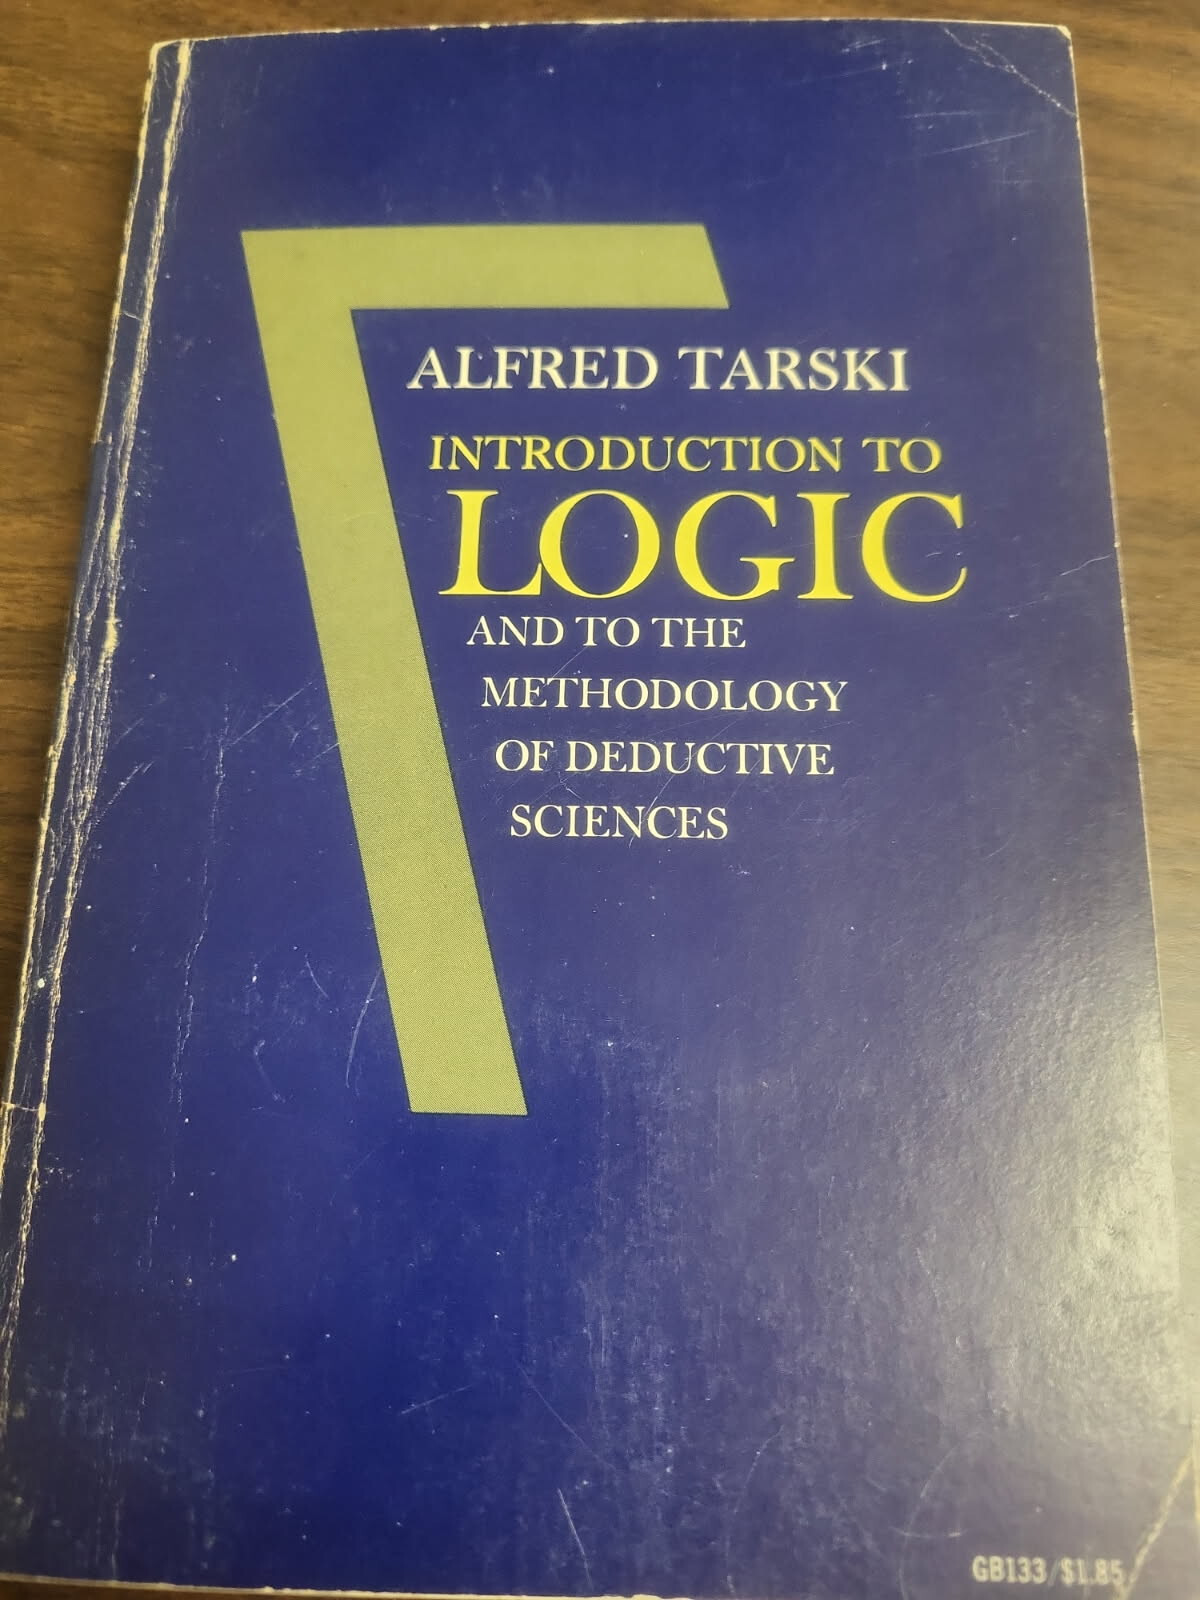 ALFRED TARSKI
INTRODUCTION TO
LOGIC
AND TO THE
METHODOLOGY
OF DEDUCTIVE
SCIENCES
GB133/$1.85